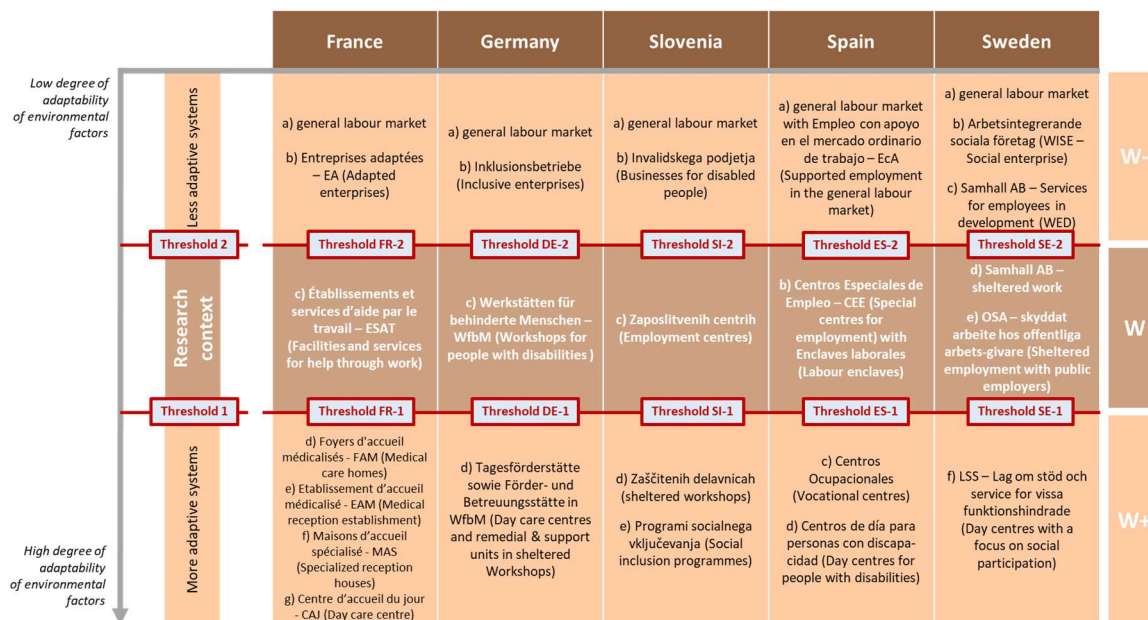 France
Germany
Slovenia
Spain
Sweden
Low degree of
adaptability
of environmental
factors
Less adaptive systems
a) general labour market
b) Entreprises adaptées
– EA (Adapted
enterprises)
a) general labour market
b) Inklusionsbetriebe
(Inclusive enterprises)
a) general labour market
b) Invalidskega podjetja
(Businesses for disabled
people)
a) general labour market
with Empleo con apoyo
en el mercado ordinario
de trabajo – EcA
(Supported employment
in the general labour
market)
a) general labour market
b) Arbetsintegrerande
sociala företag (WISE –
Social enterprise)
c) Samhall AB – Services
for employees in
development (WED)
W-
Threshold 2
Threshold FR-2
Threshold DE-2
Threshold SI-2
Threshold ES-2
Threshold SE-2
Research
context
c) Établissements et
services d’aide par le
travail – ESAT
(Facilities and services
for help through work)
c) Werkstätten für
behinderte Menschen –
WfbM (Workshops for
people with disabilities )
c) Zaposlitvenih centrih
(Employment centres)
b) Centros Especiales de
Empleo – CEE (Special
centres for
employment) with
Enclaves laborales
(Labour enclaves)
d) Samhall AB –
sheltered work
e) OSA – skyddat
arbeite hos offentliga
arbets-givare (Sheltered
employment with public
employers)
W
Threshold 1
Threshold FR-1
Threshold DE-1
Threshold SI-1
Threshold ES-1
Threshold SE-1
More adaptive systems
d) Foyers d'accueil
médicalisés - FAM (Medical
care homes)
e) Etablissement d’accueil
médicalisé - EAM (Medical
reception establishment)
f) Maisons d’accueil
spécialisé - MAS
(Specialized reception
houses)
g) Centre d’accueil du jour
- CAJ (Day care centre)
d) Tagesförderstätte
sowie Förder- und
Betreuungsstätte in
WfbM (Day care centres
and remedial & support
units in sheltered
Workshops)
d) Zaščitenih delavnicah
(sheltered workshops)
e) Programi socialnega
vključevanja (Social
inclusion programmes)
c) Centros
Ocupacionales
(Vocational centres)
d) Centros de día para
personas con discapa-
cidad (Day centres for
people with disabilities)
f) LSS – Lag om stöd och
service for vissa
funktionshindrade
(Day centres with a
focus on social
participation)
W+
High degree of
adaptability
of environmental
factors